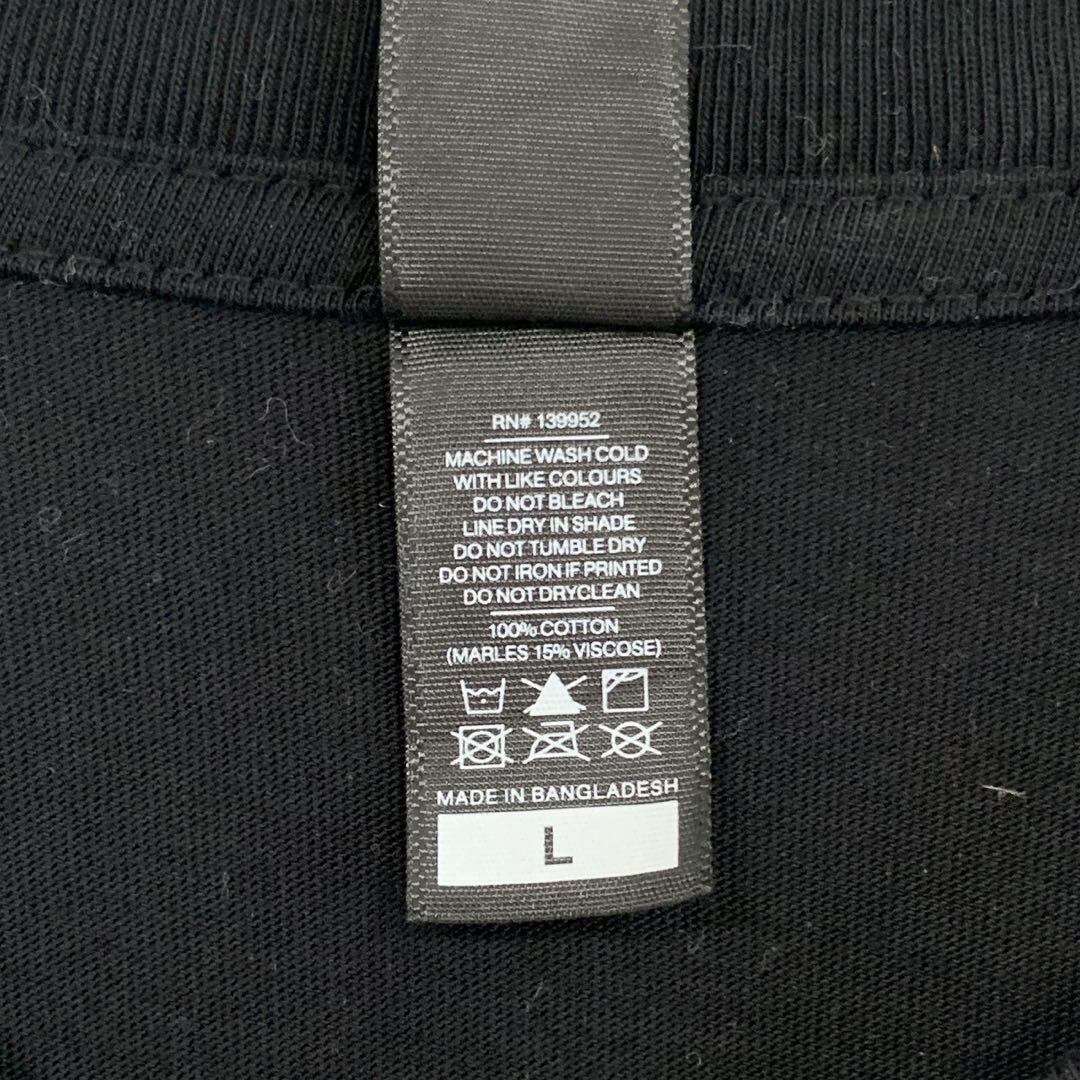 RN# 139952
MACHINE WASH COLD
WITH LIKE COLOURS
DO NOT BLEACH
LINE DRY IN SHADE
DO NOT TUMBLE DRY
DO NOT IRON IF PRINTED
DO NOT DRYCLEAN
100% COTTON
(MARLES 15% VISCOSE)
MADE IN BANGLADESH
L